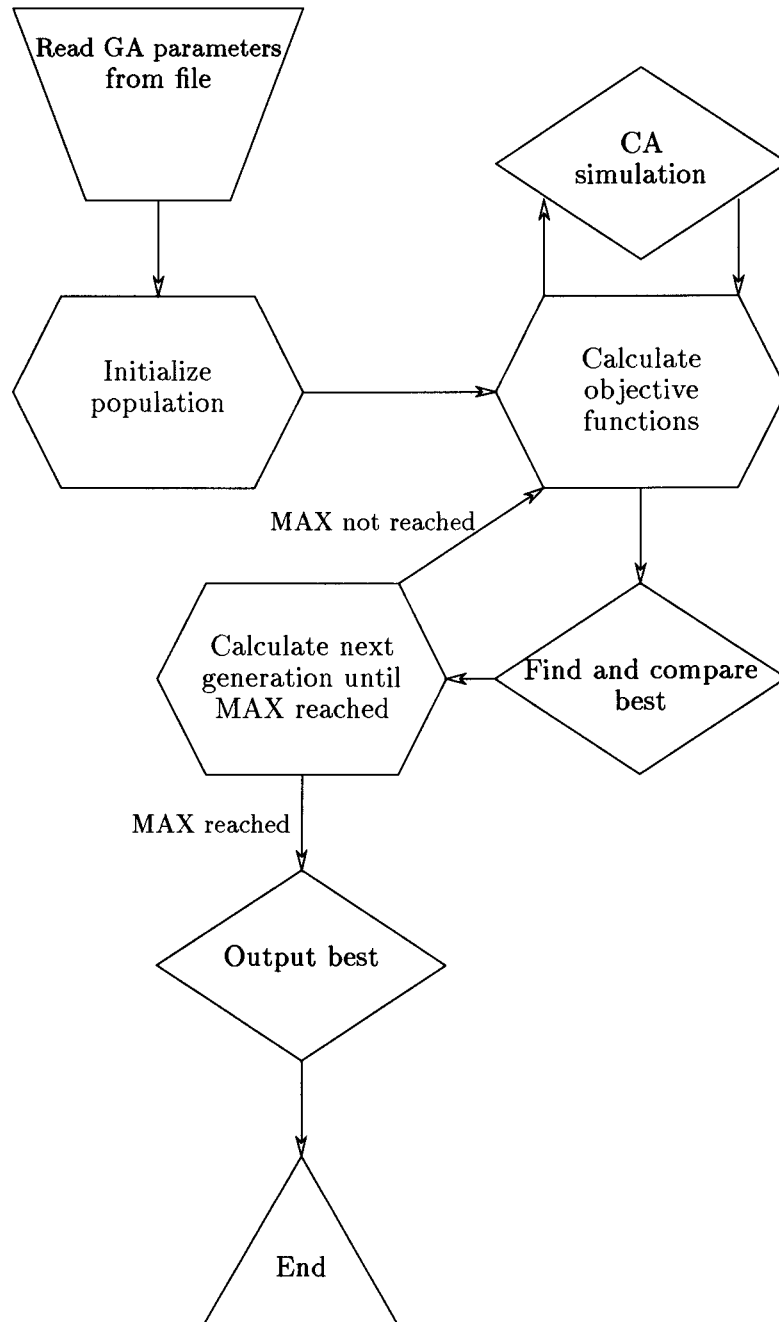 Read GA parameters
from file
CA
simulation
Initialize
population
Calculate
objective
functions
MAX not reached
Calculate next
generation until
MAX reached
Find and compare
best
MAX reached
Output best
End